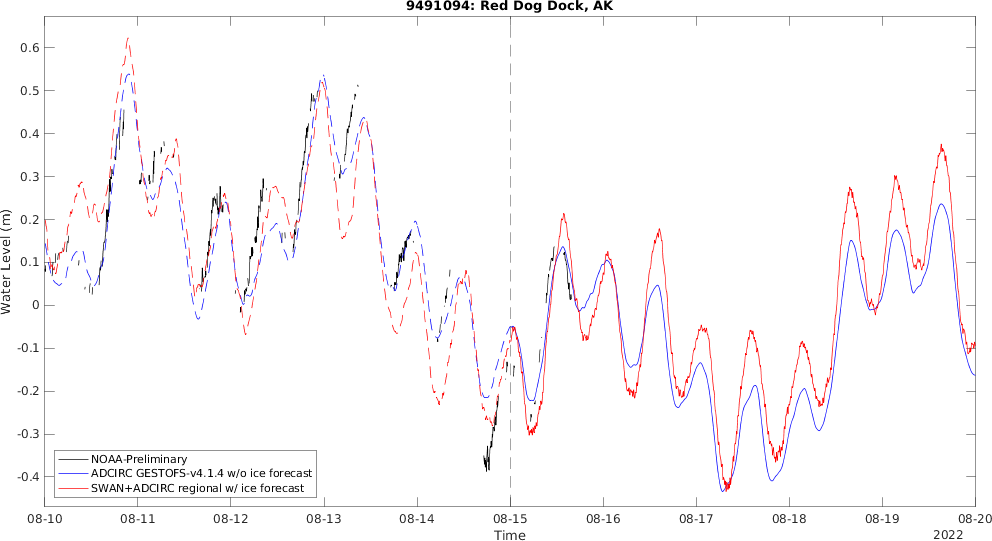 9491094: Red Dog Dock, AK
0.6
0.5
0.4
0.3
0.2
0.1
0
-0.1
-0.2
-0.3
-0.4
Water Level (m)
NOAA-Preliminary
ADCIRC GESTOFS-v4.1.4 w/o ice forecast
SWAN+ADCIRC regional w/ ice forecast
08-10 08-11 08-12 08-13 08-14 08-15 08-16 08-17 08-18 08-19 08-20
Time
2022